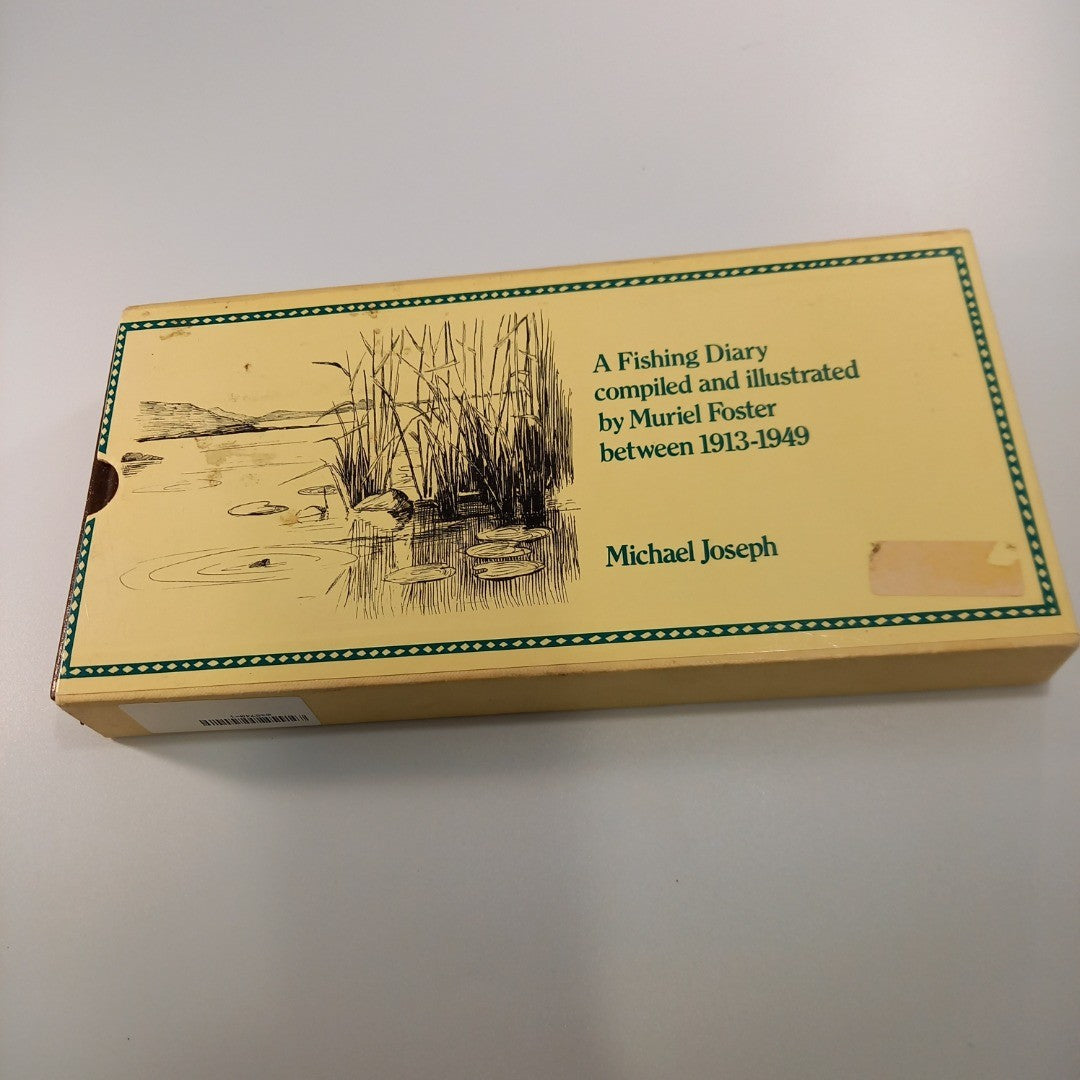 A Fishing Diary
compiled and illustrated
by Muriel Foster
between 1913-1949
Michael Joseph